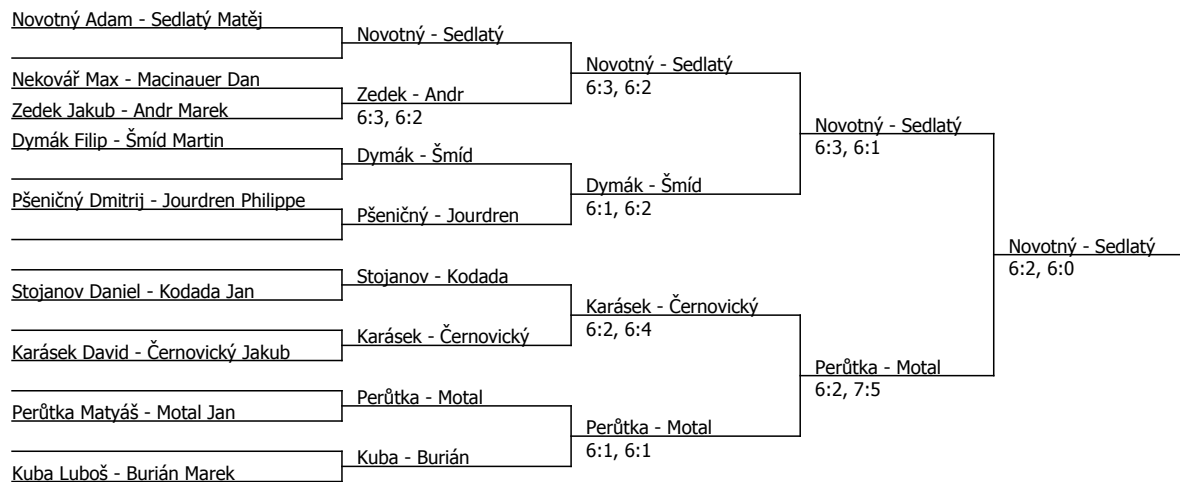 Novotný Adam - Sedlatý Matěj
Nekovář Max - Macinauer Dan
Zedek Jakub - Andr Marek
Dymák Filip - Šmíd Martin
Pšeničný Dmitrij - Jourdren Philippe
Stojanov Daniel - Kodada Jan
Karásek David - Černovický Jakub
Perůtka Matyáš - Motal Jan
Kuba Luboš - Burián Marek
Novotný - Sedlatý
Zedek - Andr
6:3, 6:2
Dymák - Šmíd
Pšeničný - Jourdren
Stojanov - Kodada
Karásek - Černovický
Perůtka - Motal
Kuba - Burián
Novotný - Sedlatý
6:3, 6:2
Dymák - Šmíd
6:1, 6:2
Karásek - Černovický
6:2, 6:4
Perůtka - Motal
6:1, 6:1
Novotný - Sedlatý
6:3, 6:1
Perůtka - Motal
6:2, 7:5
Novotný - Sedlatý
6:2, 6:0